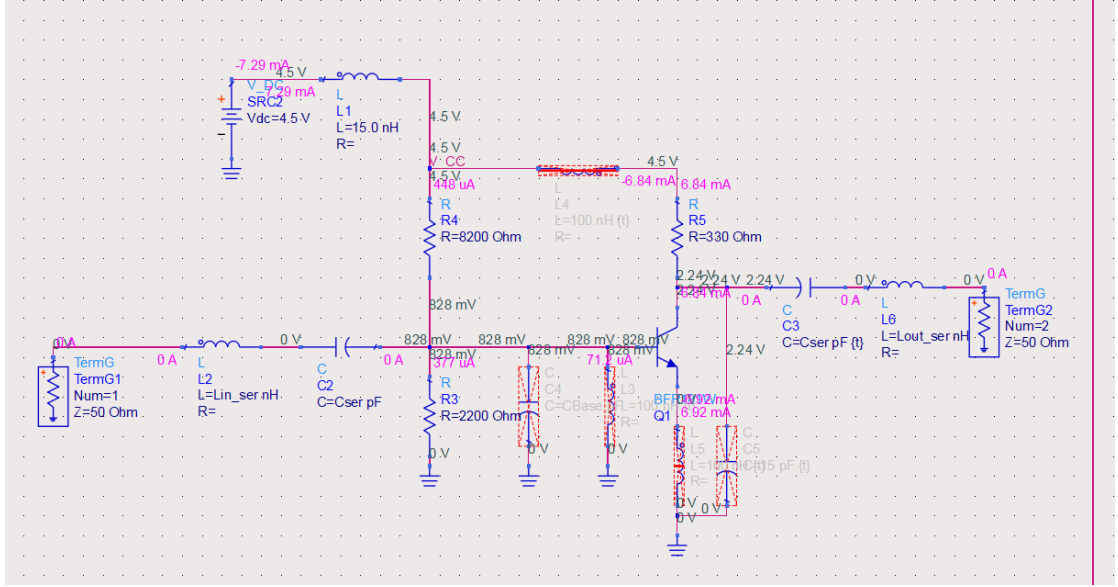 -7.29 mA
4.5 V
V_DC
SRC2
Vdc=4.5 V
L
L1
L=15.0 nH
R=
4.5 V
4.5 V
V_CC
4.5 V
448 uA
4.5 V
-6.84 mA
6.84 mA
L
L4
L=100 nH {t}
R=
R
R4
R=8200 Ohm
R
R5
R=330 Ohm
828 mV
2.24 V
2.24 V
2.24 V
0 A
0 A
0 V
0 V
0 A
C
C3
C=Cser pF {t}
L
L6
L=Lout_ser nH
R=
TermG
TermG2
Num=2
Z=50 Ohm
2.24 V
0 A
0 V
0 A
828 mV
828 mV
828 mV
828 mV
828 mV
828 mV
377 uA
TermG
TermG1
Num=1
Z=50 Ohm
L
L2
L=Lin_ser nH
R=
C
C2
C=Cser pF
R
R3
R=2200 Ohm
C
C4
L
L3
R=
Q1
6.92 mA
0 V
0 V
0 V
L
L5
R=
C
C5
0 V
0 V
0 V